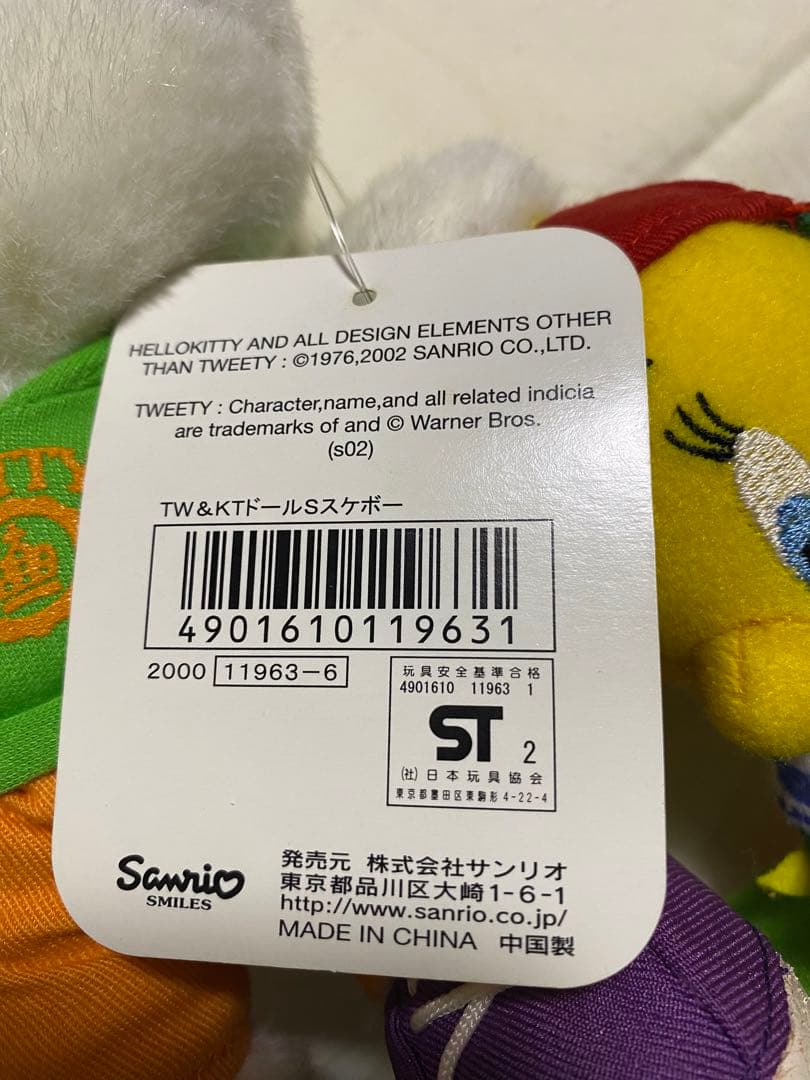 HELLOKITTY AND ALL DESIGN ELEMENTS OTHER
THAN TWEETY : ©1976,2002 SANRIO CO.,LTD.
TWEETY : Character,name,and all related indicia
are trademarks of and © Warner Bros.
(s02)
TW&KTドールSスケボー
4901610119631
2000 11963-6
玩具安全基準合格
4901610 11963 1
ST 2
(社)日本玩具協会
東京都墨田区東駒形4-22-4
Sanrio
SMILES
発売元 株式会社サンリオ
東京都品川区大崎1-6-1
http://www.sanrio.co.jp/
MADE IN CHINA 中国製